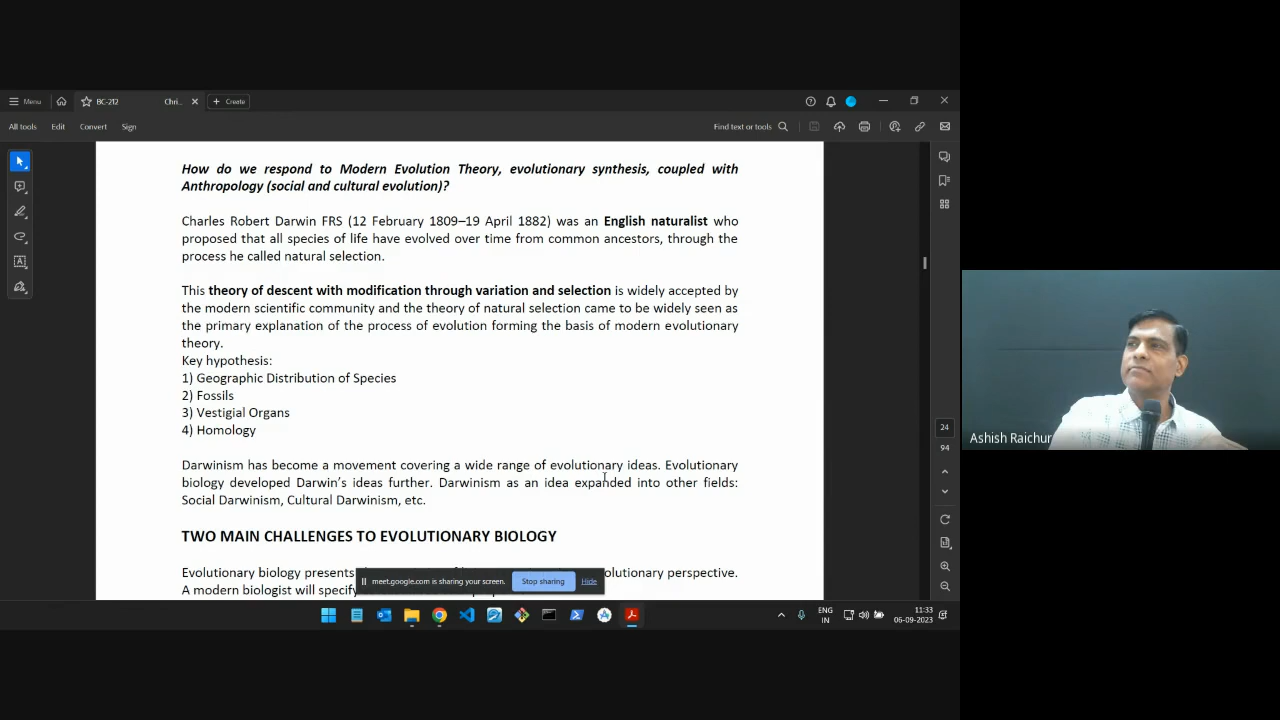 Menu
BC-212
Chri...
Create
All tools
Edit
Convert
Sign
Find text or tools
How do we respond to Modern Evolution Theory, evolutionary synthesis, coupled with
Anthropology (social and cultural evolution)?
Charles Robert Darwin FRS (12 February 1809–19 April 1882) was an English naturalist who
proposed that all species of life have evolved over time from common ancestors, through the
process he called natural selection.
This theory of descent with modification through variation and selection is widely accepted by
the modern scientific community and the theory of natural selection came to be widely seen as
the primary explanation of the process of evolution forming the basis of modern evolutionary
theory.
Key hypothesis:
1) Geographic Distribution of Species
2) Fossils
3) Vestigial Organs
4) Homology
Darwinism has become a movement covering a wide range of evolutionary ideas. Evolutionary
biology developed Darwin's ideas further. Darwinism as an idea expanded into other fields:
Social Darwinism, Cultural Darwinism, etc.
TWO MAIN CHALLENGES TO EVOLUTIONARY BIOLOGY
Evolutionary biology presents olutionary perspective.
A modern biologist will specify
meet.google.com is sharing your screen.
Stop sharing
Hide
24
94
Ashish Raichur
ENG
IN
11:33
06-09-2023